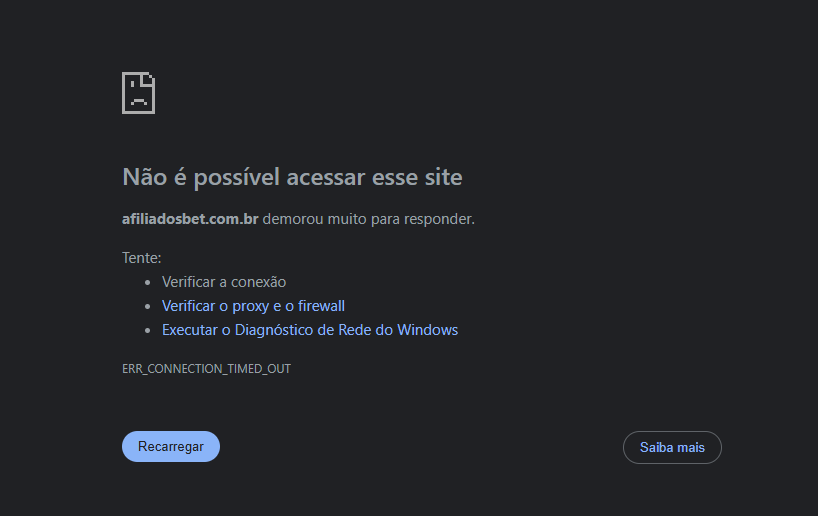 Não é possível acessar esse site
afiliadosbet.com.br demorou muito para responder.
Tente:
Verificar a conexão
Verificar o proxy e o firewall
Executar o Diagnóstico de Rede do Windows
ERR_CONNECTION_TIMED_OUT
Recarregar
Saiba mais